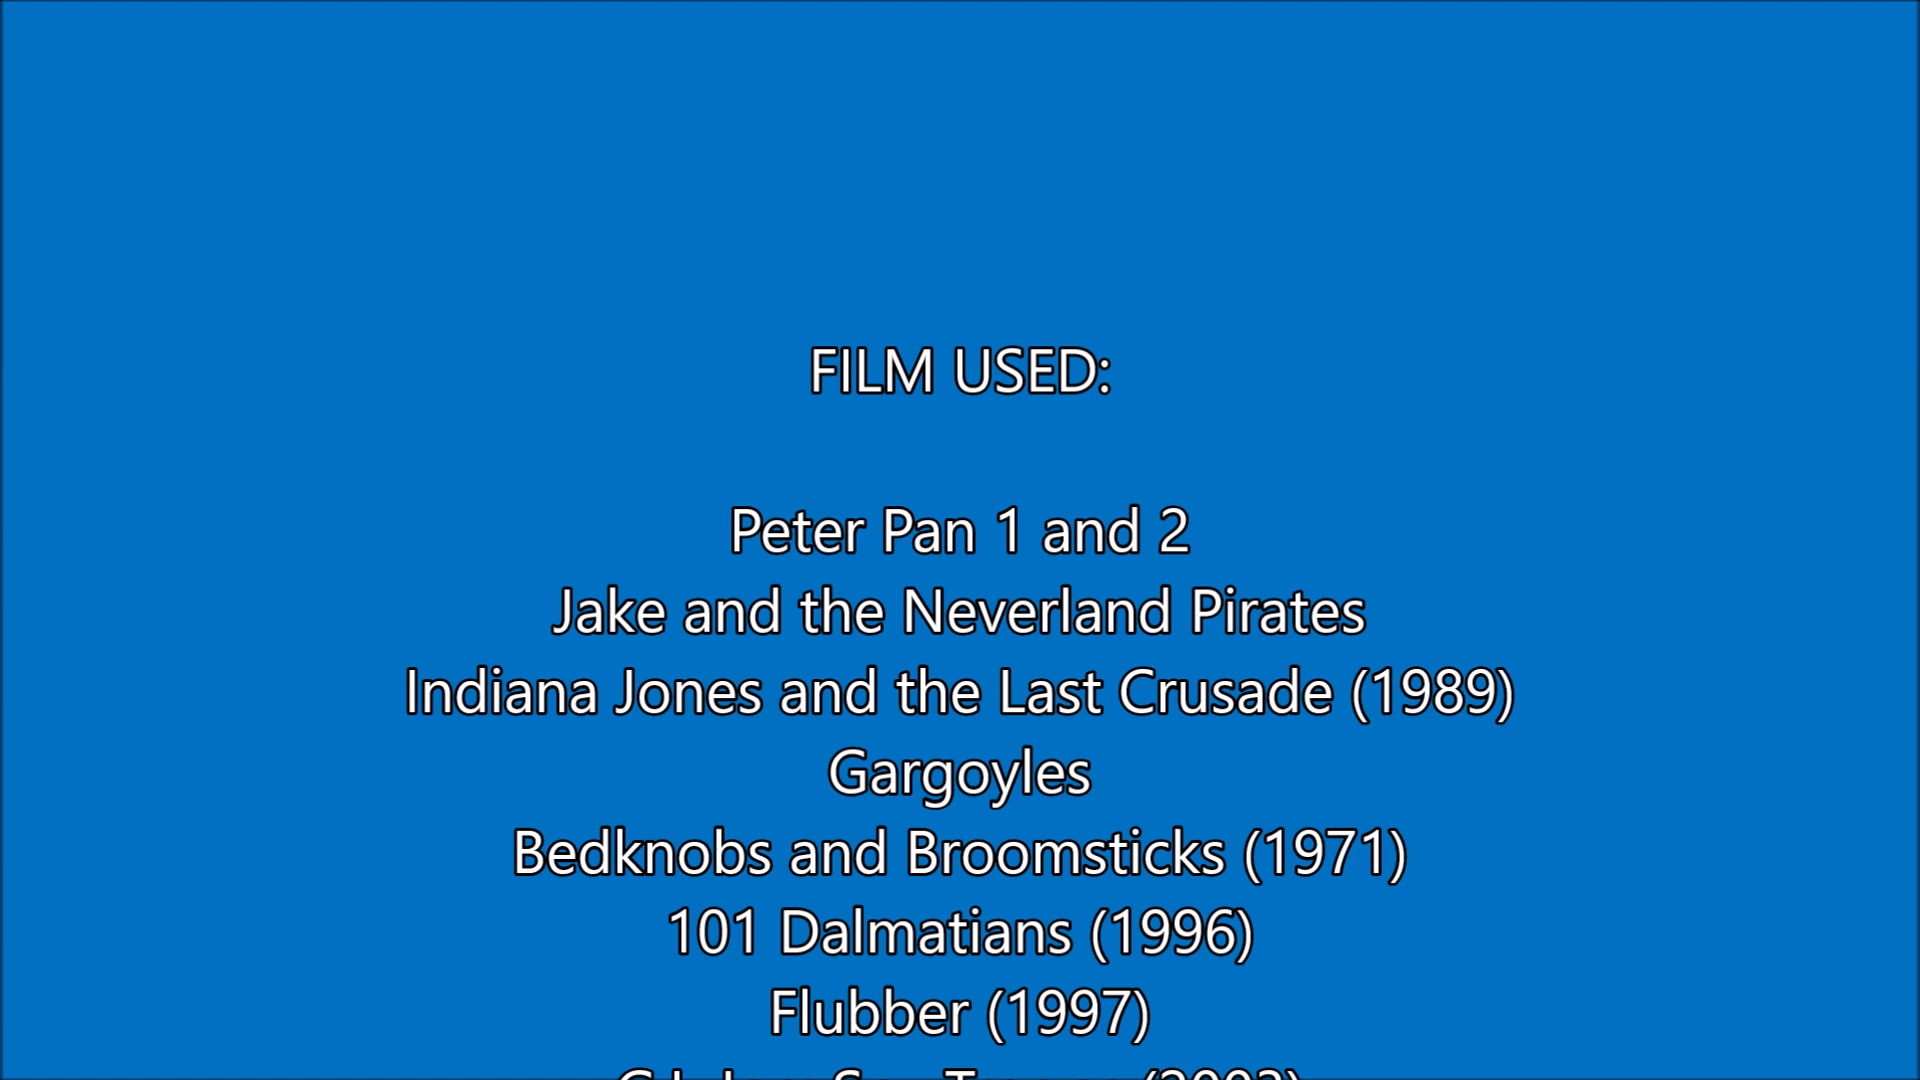 FILM USED:
Peter Pan 1 and 2
Jake and the Neverland Pirates
Indiana Jones and the Last Crusade (1989)
Gargoyles
Bedknobs and Broomsticks (1971)
101 Dalmatians (1996)
Flubber (1997)